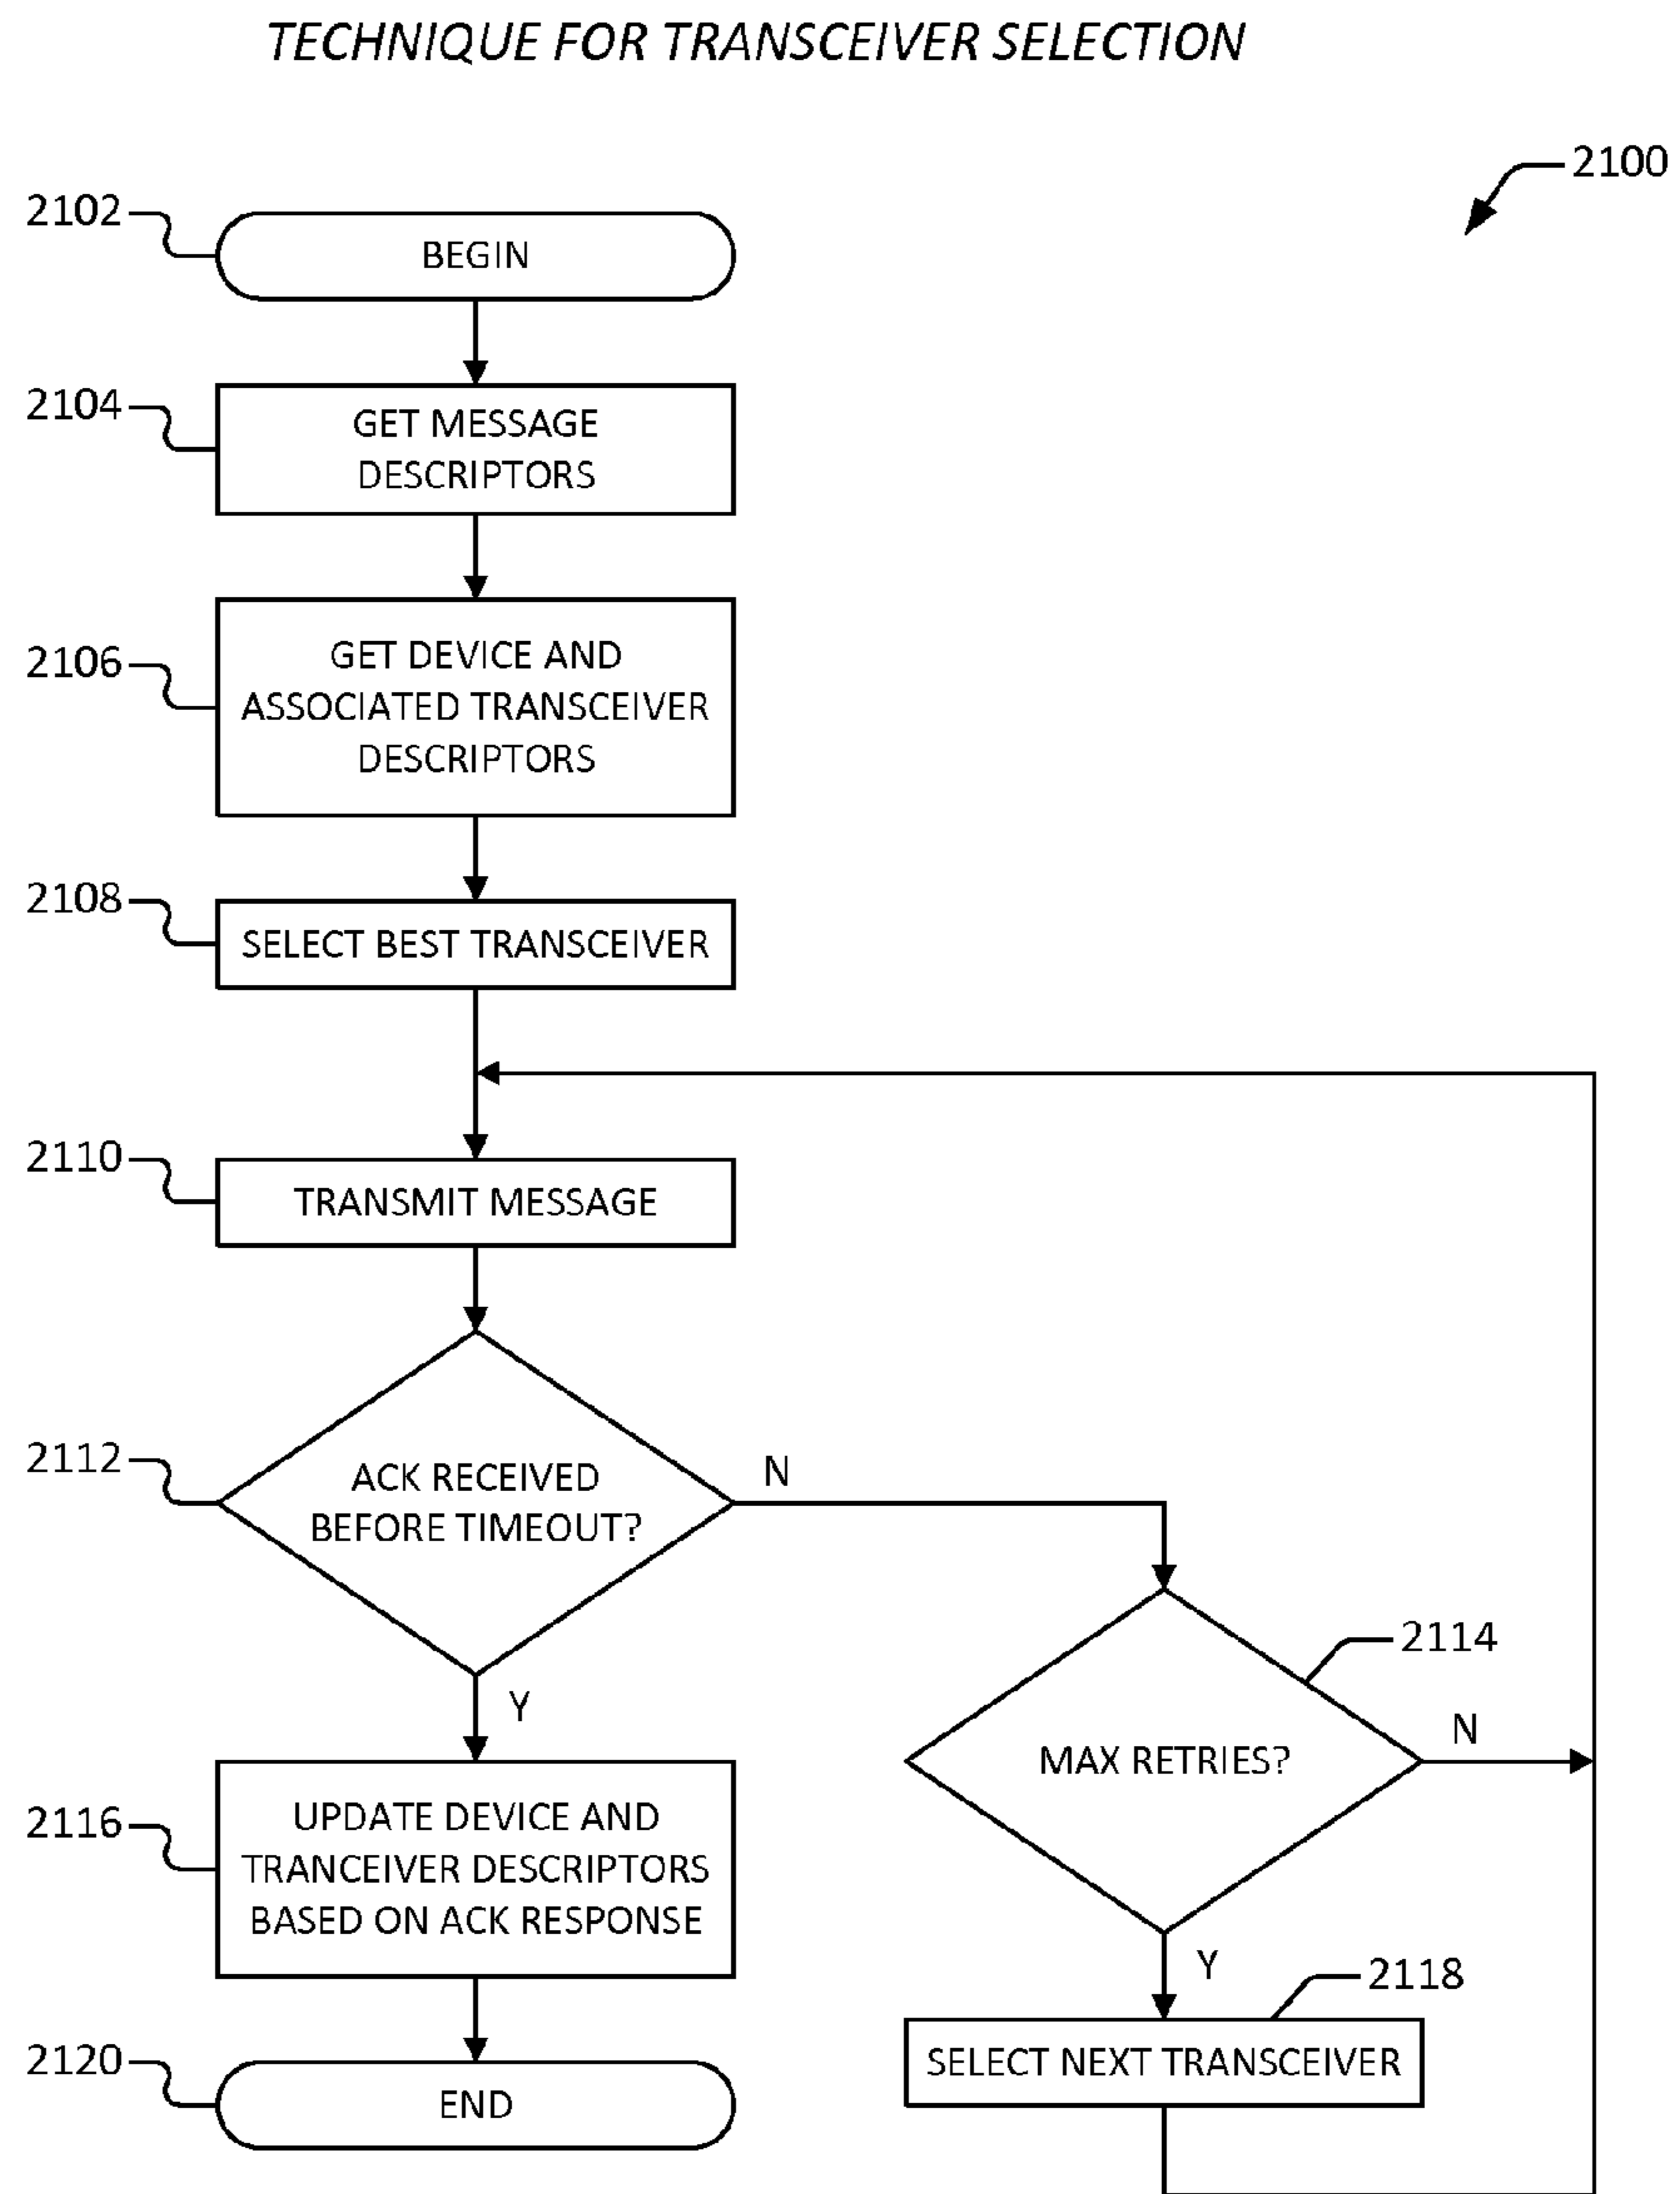 TECHNIQUE FOR TRANSCEIVER SELECTION
2100
2102
BEGIN
2104
GET MESSAGE
DESCRIPTORS
2106
GET DEVICE AND
ASSOCIATED TRANSCEIVER
DESCRIPTORS
2108
SELECT BEST TRANSCEIVER
2110
TRANSMIT MESSAGE
2112
ACK RECEIVED
BEFORE TIMEOUT?
N
Y
2114
MAX RETRIES?
N
Y
2116
UPDATE DEVICE AND
TRANCEIVER DESCRIPTORS
BASED ON ACK RESPONSE
2118
SELECT NEXT TRANSCEIVER
2120
END